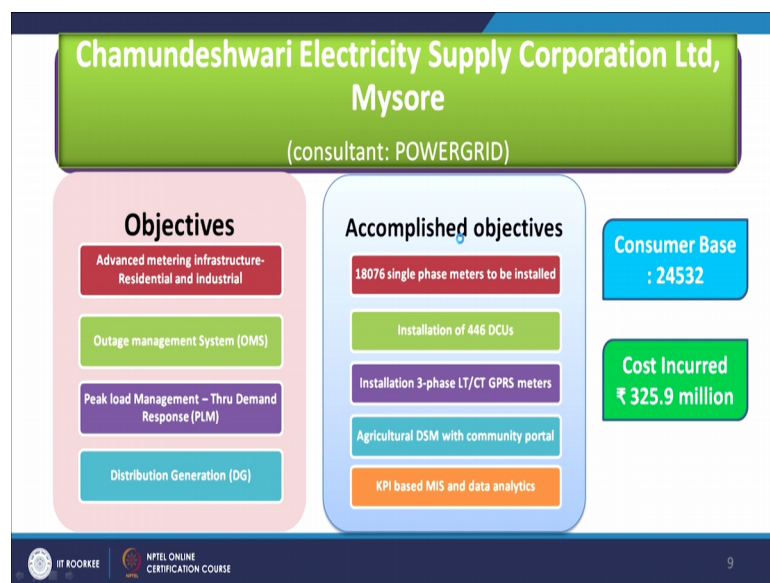 Chamundeshwari Electricity Supply Corporation Ltd,
Mysore
(consultant: POWERGRID)
Objectives
Advanced metering infrastructure-
Residential and industrial
Outage management System (OMS)
Peak load Management – Thru Demand
Response (PLM)
Distribution Generation (DG)
Accomplished objectives
18076 single phase meters to be installed
Installation of 446 DCUs
Installation 3-phase LT/CT GPRS meters
Agricultural DSM with community portal
KPI based MIS and data analytics
Consumer Base
: 24532
Cost Incurred
₹ 325.9 million
IIT ROORKEE
NPTEL ONLINE
CERTIFICATION COURSE
9